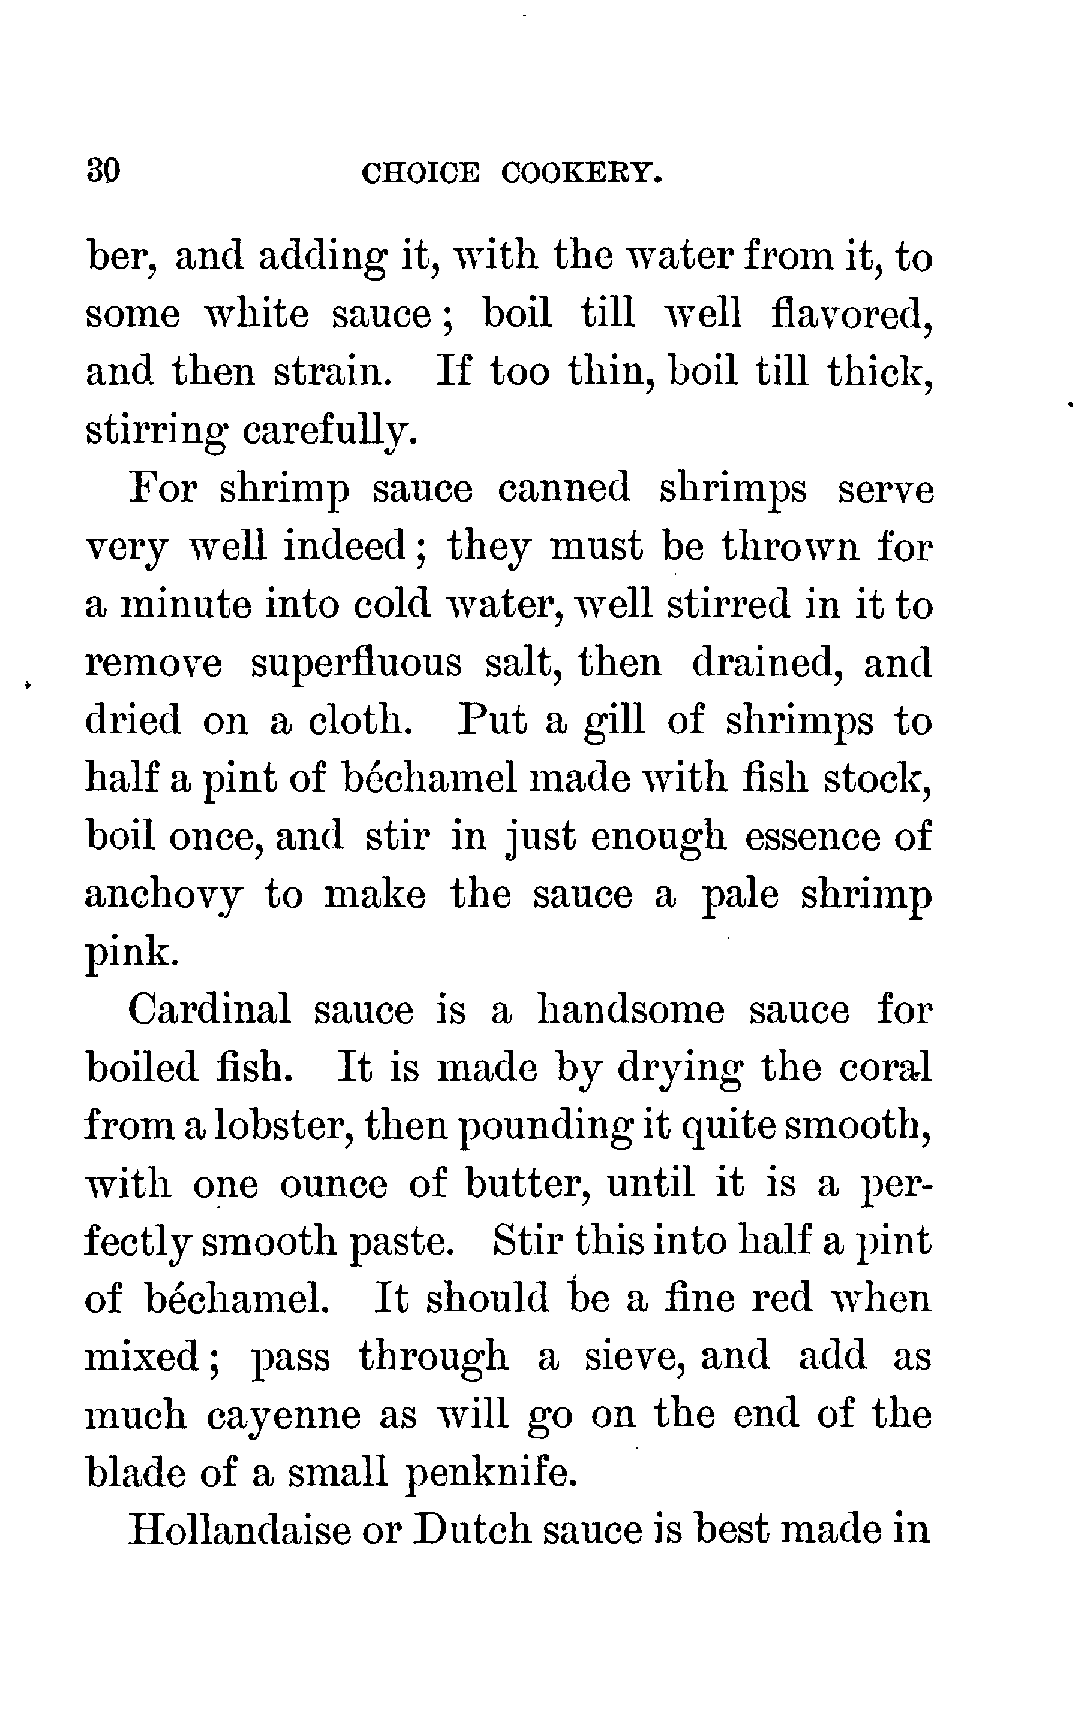 30 CHOICE COOKERY.
ber, and adding it, with the water from it, to
some white sauce; boil till well flavored,
and then strain. If too thin, boil till thick,
stirring carefully.
For shrimp sauce canned shrimps serve
very well indeed; they must be thrown for
a minute into cold water, well stirred in it to
remove superfluous salt, then drained, and
dried on a cloth. Put a gill of shrimps to
half a pint of béchamel made with fish stock,
boil once, and stir in just enough essence of
anchovy to make the sauce a pale shrimp
pink.
Cardinal sauce is a handsome sauce for
boiled fish. It is made by drying the coral
from a lobster, then pounding it quite smooth,
with one ounce of butter, until it is a per-
fectly smooth paste. Stir this into half a pint
of béchamel. It should be a fine red when
mixed; pass through a sieve, and add as
much cayenne as will go on the end of the
blade of a small penknife.
Hollandaise or Dutch sauce is best made in